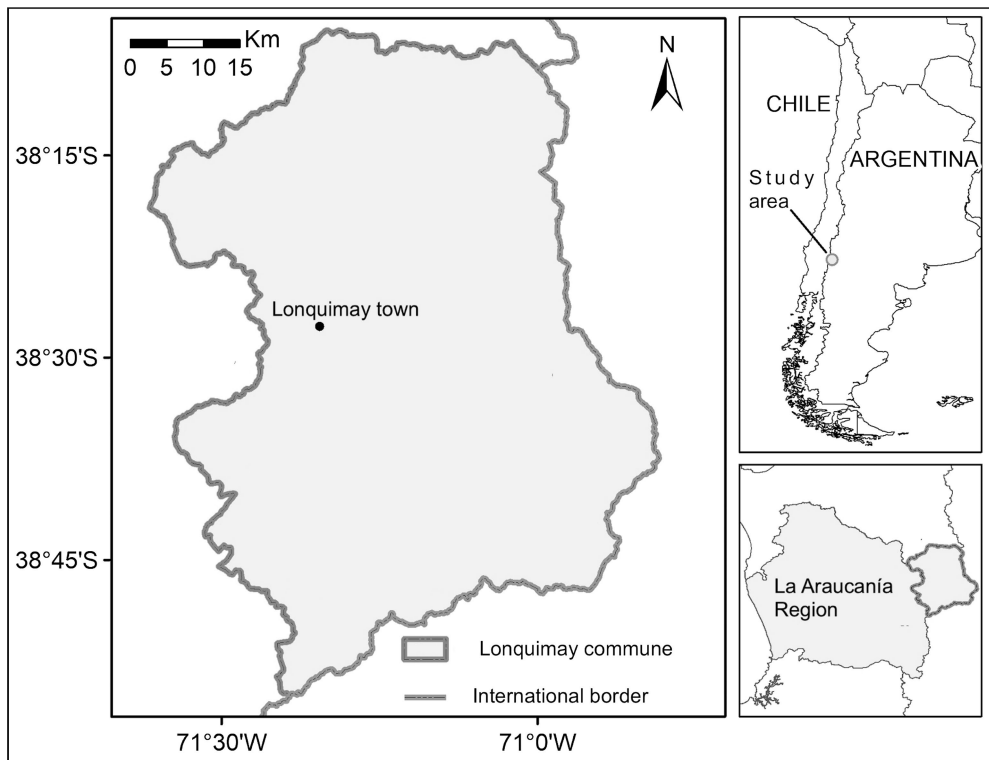 Km
0 5 10 15
N
38°15'S
38°30'S
38°45'S
71°30'W
71°0'W
Lonquimay town
Lonquimay commune
International border
CHILE
ARGENTINA
Study
area
La Araucanía
Region